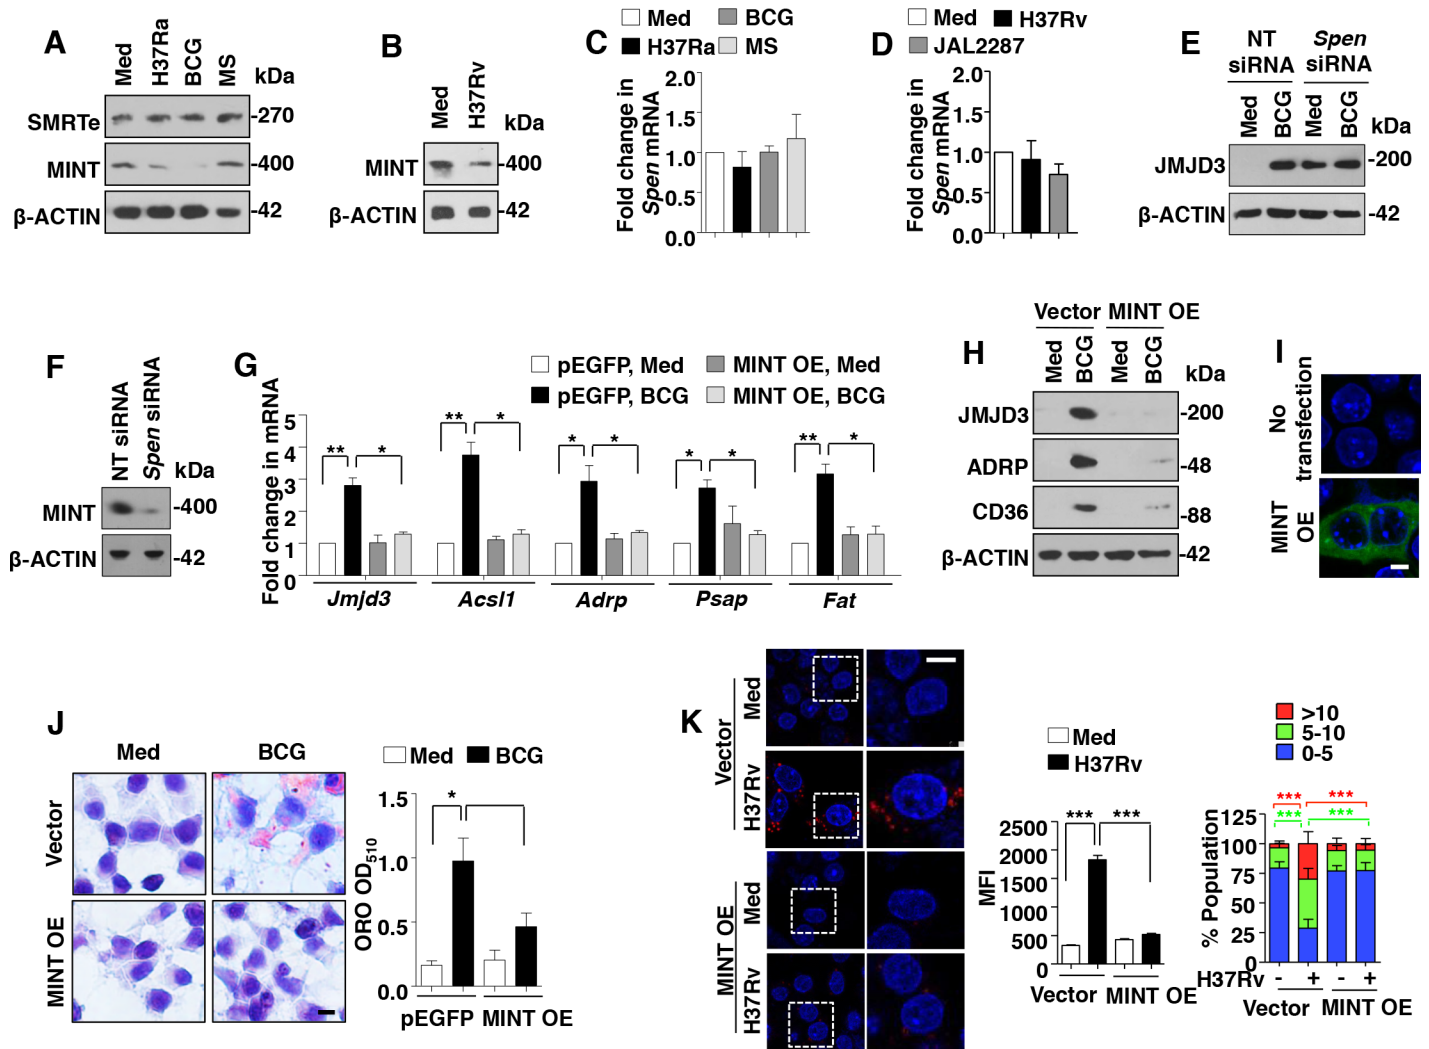 A
Med
H37Ra
BCG
MS
kDa
SMRTe
-270
MINT
-400
β-ACTIN
-42
B
Med
H37Rv
kDa
MINT
-400
β-ACTIN
-42
C
Med
BCG
H37Ra
MS
Fold change in
Spen mRNA
2.0
1.5
1.0
0.5
0.0
D
Med
H37Rv
JAL2287
Fold change in
Spen mRNA
2.0
1.5
1.0
0.5
0.0
E
NT
siRNA
Spen
siRNA
Med
BCG
Med
BCG
kDa
JMJD3
-200
β-ACTIN
-42
F
NT siRNA
Spen siRNA
kDa
MINT
-400
β-ACTIN
-42
G
pEGFP, Med
MINT OE, Med
pEGFP, BCG
MINT OE, BCG
Fold change in mRNA
5
4
3
2
1
0
** *
** *
* *
* *
** *
Jmjd3
Acsl1
Adrp
Psap
Fat
H
Vector MINT OE
Med
BCG
Med
BCG
kDa
JMJD3
-200
ADRP
-48
CD36
-88
β-ACTIN
-42
I
No
transfection
MINT
OE
J
Med
BCG
Vector
MINT OE
Med
BCG
ORO OD510
1.5
1.0
0.5
0.0
*
pEGFP MINT OE
K
Vector
Med
H37Rv
MINT OE
Med
H37Rv
Med
H37Rv
MFI
2500
2000
1500
1000
500
0
*** ***
Vector MINT OE
>10
5-10
0-5
% Population
125
100
75
50
25
0
*** ***
*** ***
H37Rv - + - +
Vector MINT OE